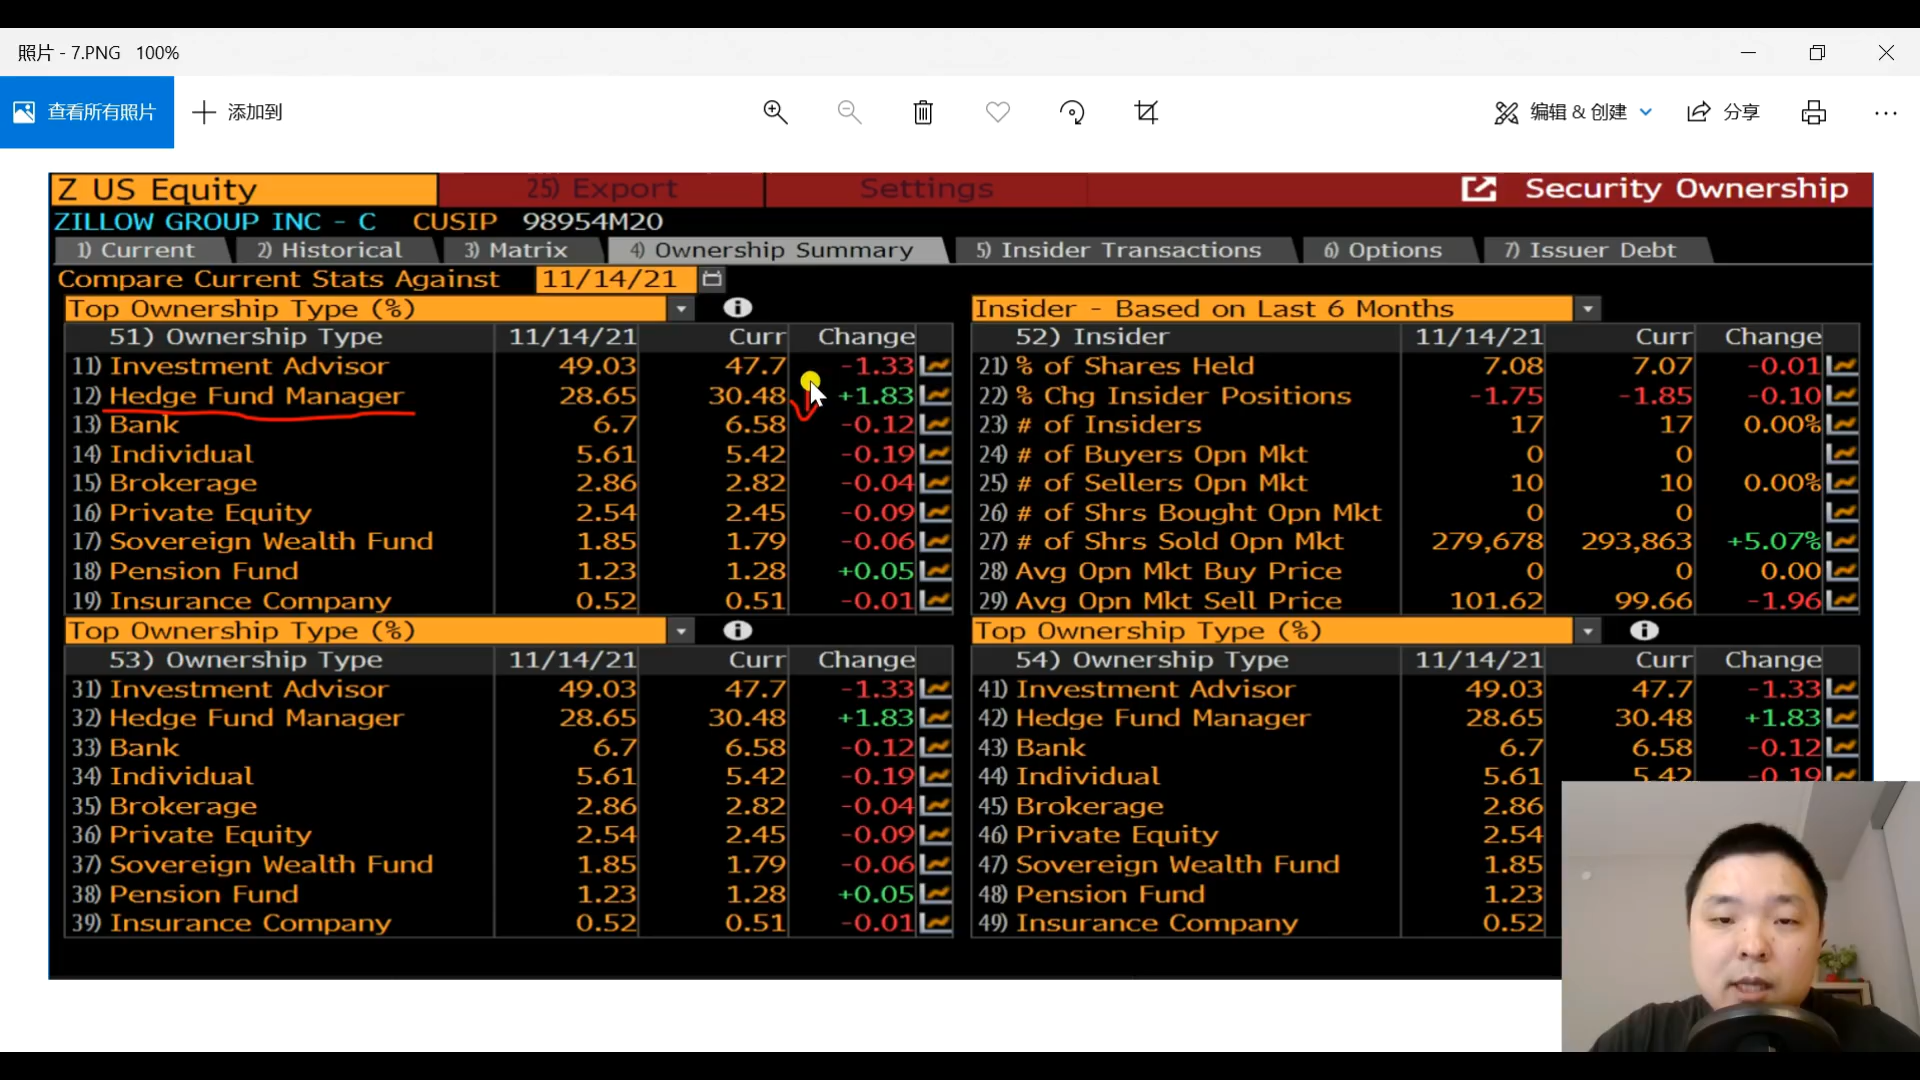 照片 - 7.PNG 100%
查看所有照片 添加到 编辑 & 创建 分享
Z US Equity 25) Export Settings Security Ownership
ZILLOW GROUP INC - C CUSIP 98954M20
1) Current 2) Historical 3) Matrix 4) Ownership Summary 5) Insider Transactions 6) Options 7) Issuer Debt
Compare Current Stats Against 11/14/21
Top Ownership Type (%)
51) Ownership Type 11/14/21 Curr Change
11) Investment Advisor 49.03 47.7 -1.33
12) Hedge Fund Manager 28.65 30.48 +1.83
13) Bank 6.7 6.58 -0.12
14) Individual 5.61 5.42 -0.19
15) Brokerage 2.86 2.82 -0.04
16) Private Equity 2.54 2.45 -0.09
17) Sovereign Wealth Fund 1.85 1.79 -0.06
18) Pension Fund 1.23 1.28 +0.05
19) Insurance Company 0.52 0.51 -0.01
Insider - Based on Last 6 Months
52) Insider 11/14/21 Curr Change
21) % of Shares Held 7.08 7.07 -0.01
22) % Chg Insider Positions -1.75 -1.85 -0.10
23) # of Insiders 17 17 0.00%
24) # of Buyers Opn Mkt 0 0
25) # of Sellers Opn Mkt 10 10 0.00%
26) # of Shrs Bought Opn Mkt 0 0
27) # of Shrs Sold Opn Mkt 279,678 293,863 +5.07%
28) Avg Opn Mkt Buy Price 0 0 0.00
29) Avg Opn Mkt Sell Price 101.62 99.66 -1.96
Top Ownership Type (%)
53) Ownership Type 11/14/21 Curr Change
31) Investment Advisor 49.03 47.7 -1.33
32) Hedge Fund Manager 28.65 30.48 +1.83
33) Bank 6.7 6.58 -0.12
34) Individual 5.61 5.42 -0.19
35) Brokerage 2.86 2.82 -0.04
36) Private Equity 2.54 2.45 -0.09
37) Sovereign Wealth Fund 1.85 1.79 -0.06
38) Pension Fund 1.23 1.28 +0.05
39) Insurance Company 0.52 0.51 -0.01
Top Ownership Type (%)
54) Ownership Type 11/14/21 Curr Change
41) Investment Advisor 49.03 47.7 -1.33
42) Hedge Fund Manager 28.65 30.48 +1.83
43) Bank 6.7 6.58 -0.12
44) Individual 5.61 5.42 -0.19
45) Brokerage 2.86
46) Private Equity 2.54
47) Sovereign Wealth Fund 1.85
48) Pension Fund 1.23
49) Insurance Company 0.52